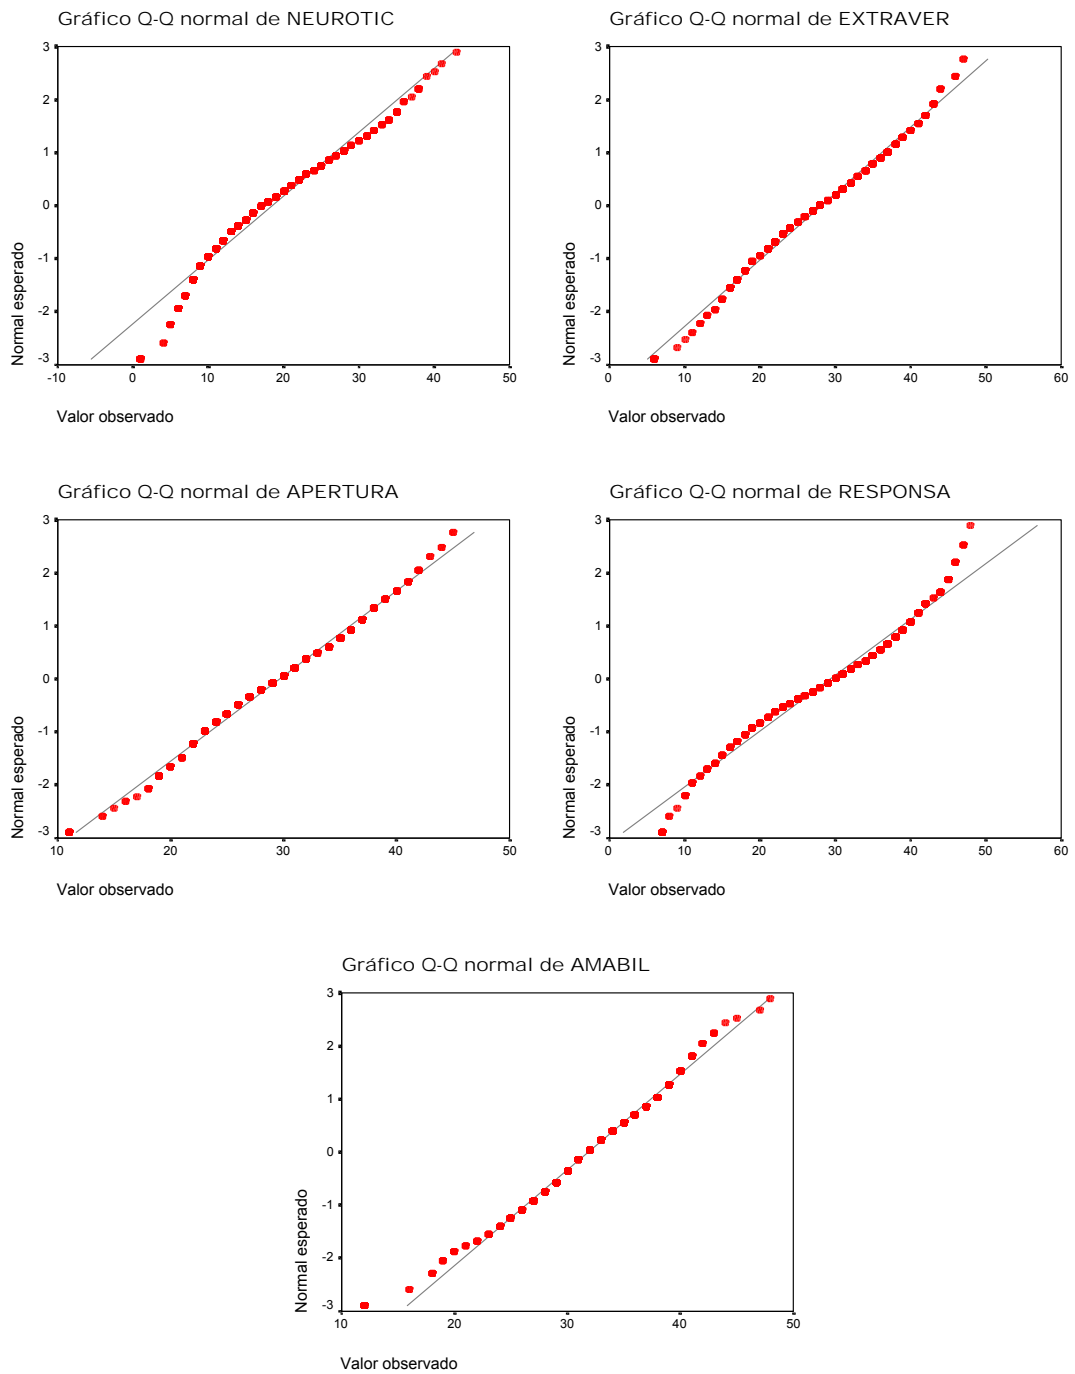 Gráfico Q-Q normal de NEUROTIC
Normal esperado
3
2
1
0
-1
-2
-3
-10 0 10 20 30 40 50
Valor observado
Gráfico Q-Q normal de EXTRAVER
Normal esperado
3
2
1
0
-1
-2
-3
0 10 20 30 40 50 60
Valor observado
Gráfico Q-Q normal de APERTURA
Normal esperado
3
2
1
0
-1
-2
-3
10 20 30 40 50
Valor observado
Gráfico Q-Q normal de RESPONSA
Normal esperado
3
2
1
0
-1
-2
-3
0 10 20 30 40 50 60
Valor observado
Gráfico Q-Q normal de AMABIL
Normal esperado
3
2
1
0
-1
-2
-3
10 20 30 40 50
Valor observado